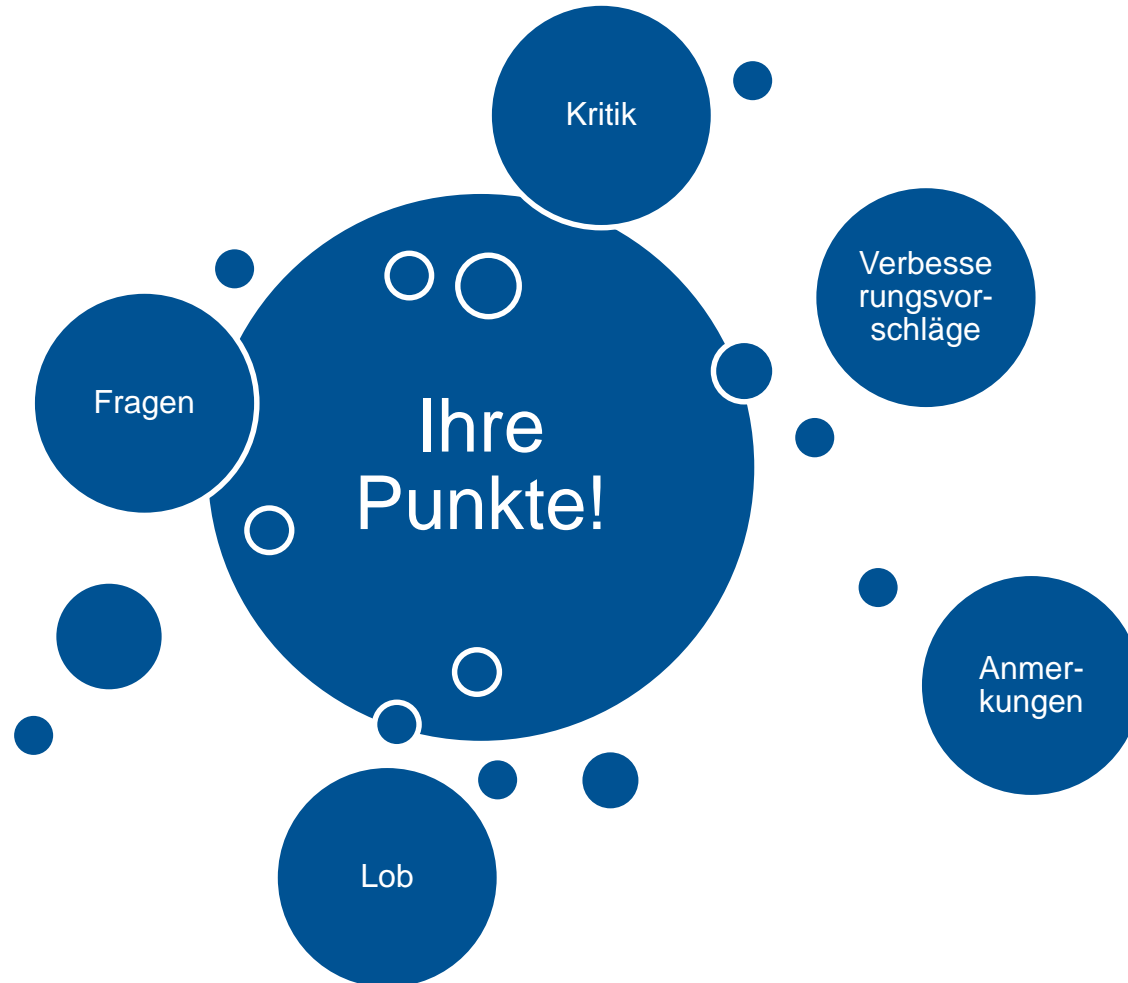 Kritik
Verbesse
rungsvor-
schläge
Fragen
Ihre
Punkte!
Anmer-
kungen
Lob